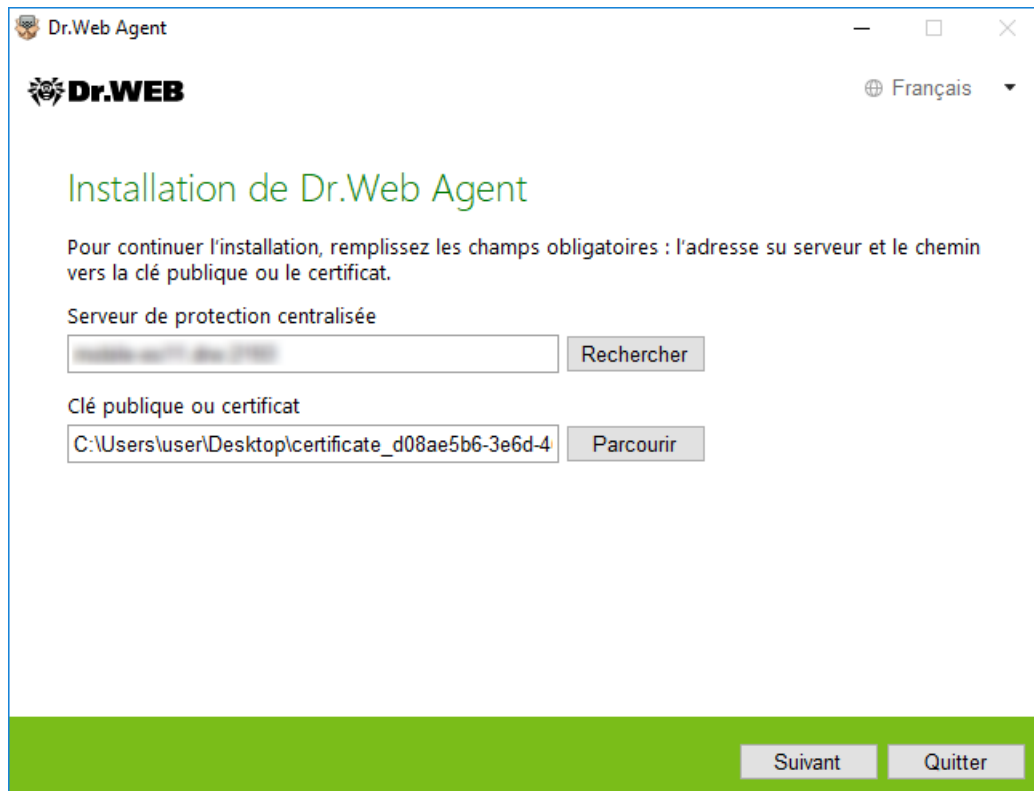 Dr.Web Agent
Dr.WEB
Français
Installation de Dr.Web Agent
Pour continuer l'installation, remplissez les champs obligatoires : l'adresse su serveur et le chemin
vers la clé publique ou le certificat.
Serveur de protection centralisée
Rechercher
Clé publique ou certificat
C:\Users\user\Desktop\certificate_d08ae5b6-3e6d-4
Parcourir
Suivant
Quitter